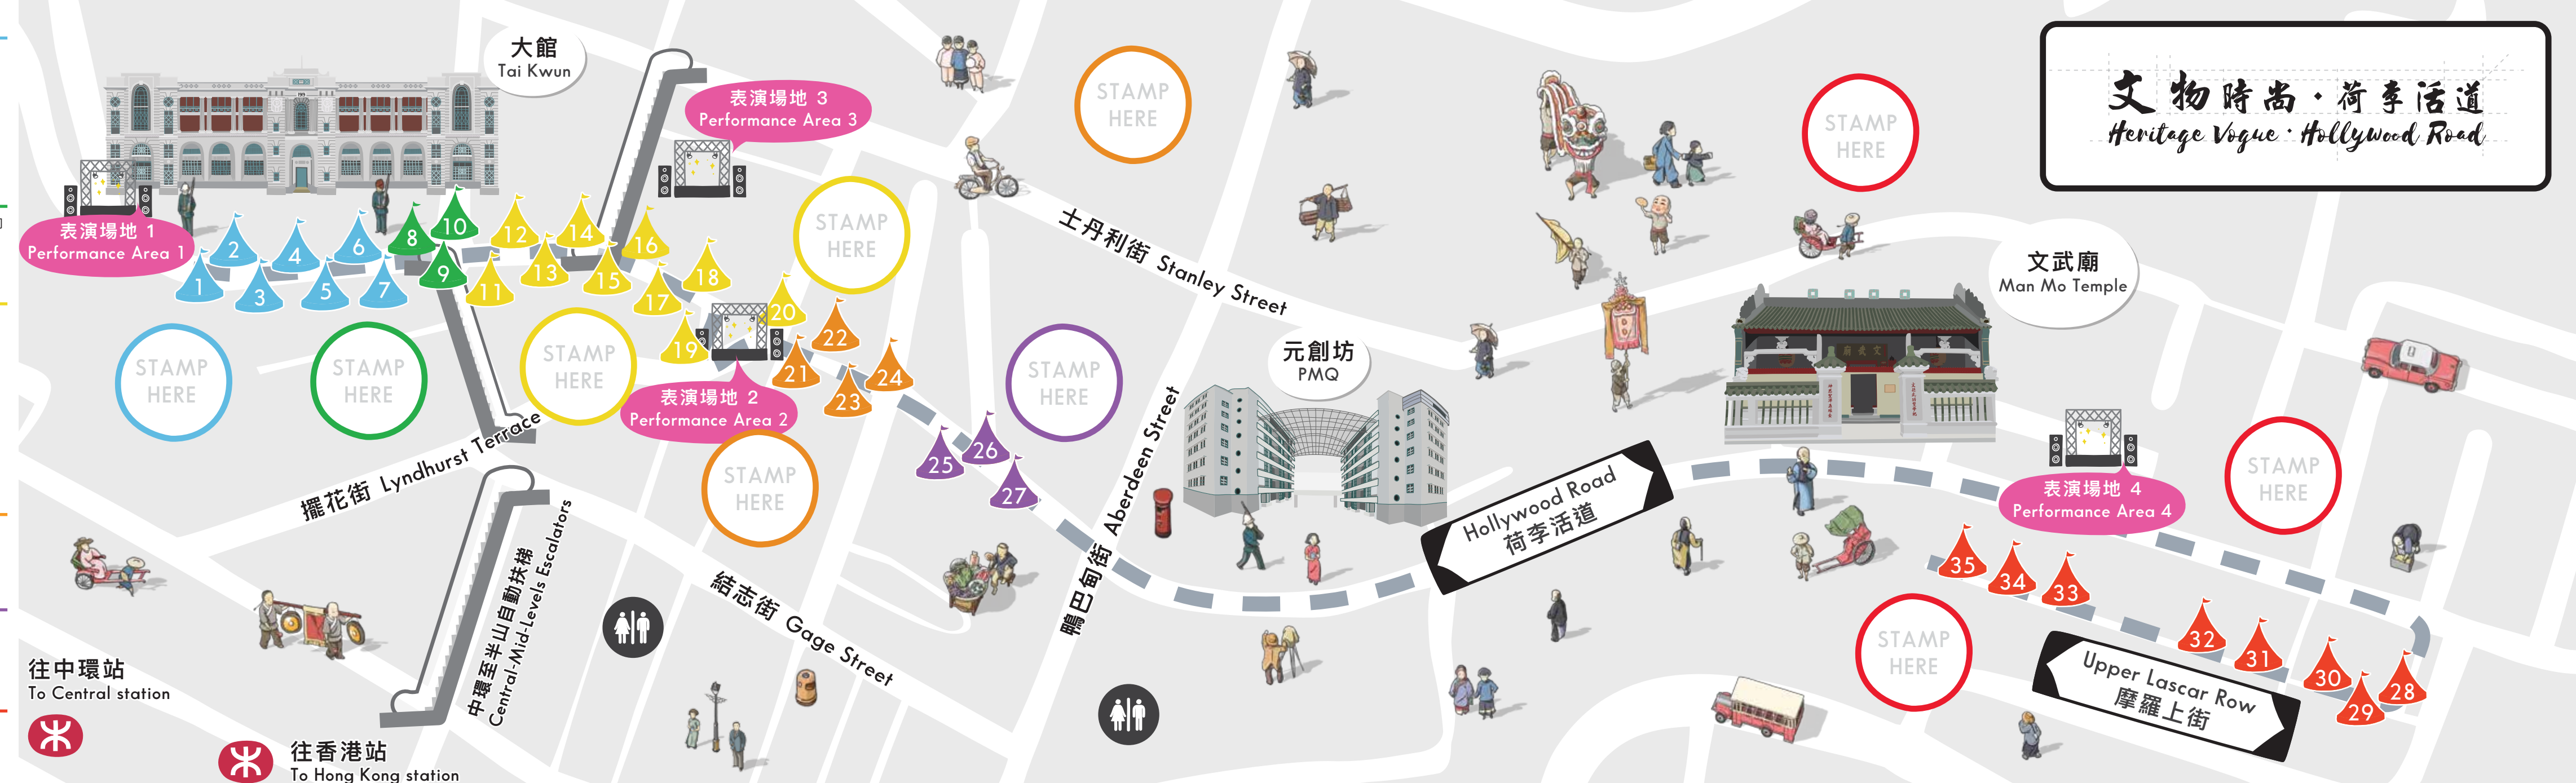 大館
Tai Kwun
表演場地 3
Performance Area 3
STAMP
HERE
STAMP
HERE
文物時尚・荷李活道
Heritage Vogue・Hollywood Road
表演場地 1
Performance Area 1
1
2
3
4
5
6
7
8
9
10
11
12
13
14
15
16
17
18
19
20
STAMP
HERE
士丹利街 Stanley Street
文武廟
Man Mo Temple
STAMP
HERE
STAMP
HERE
STAMP
HERE
表演場地 2
Performance Area 2
21
22
23
24
STAMP
HERE
元創坊
PMQ
文武廟
擺花街 Lyndhurst Terrace
STAMP
HERE
25
26
27
鴨巴甸街 Aberdeen Street
Hollywood Road
荷李活道
表演場地 4
Performance Area 4
STAMP
HERE
中環至半山自動扶梯
Central-Mid-Levels Escalators
結志街 Gage Street
35
34
33
32
31
30
29
28
STAMP
HERE
Upper Lascar Row
摩羅上街
往中環站
To Central station
往香港站
To Hong Kong station